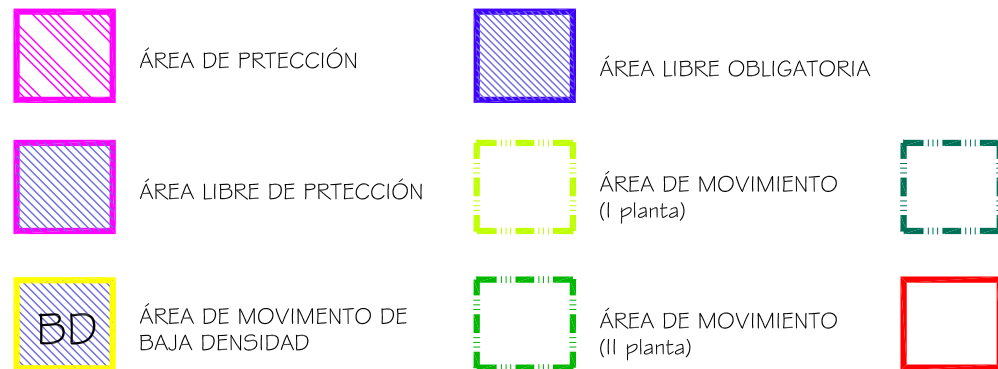 ÁREA DE PRTECCIÓN
ÁREA LIBRE OBLIGATORIA
ÁREA LIBRE DE PRTECCIÓN
ÁREA DE MOVIMIENTO
(I planta)
BD
ÁREA DE MOVIMENTO DE
BAJA DENSIDAD
ÁREA DE MOVIMIENTO
(II planta)